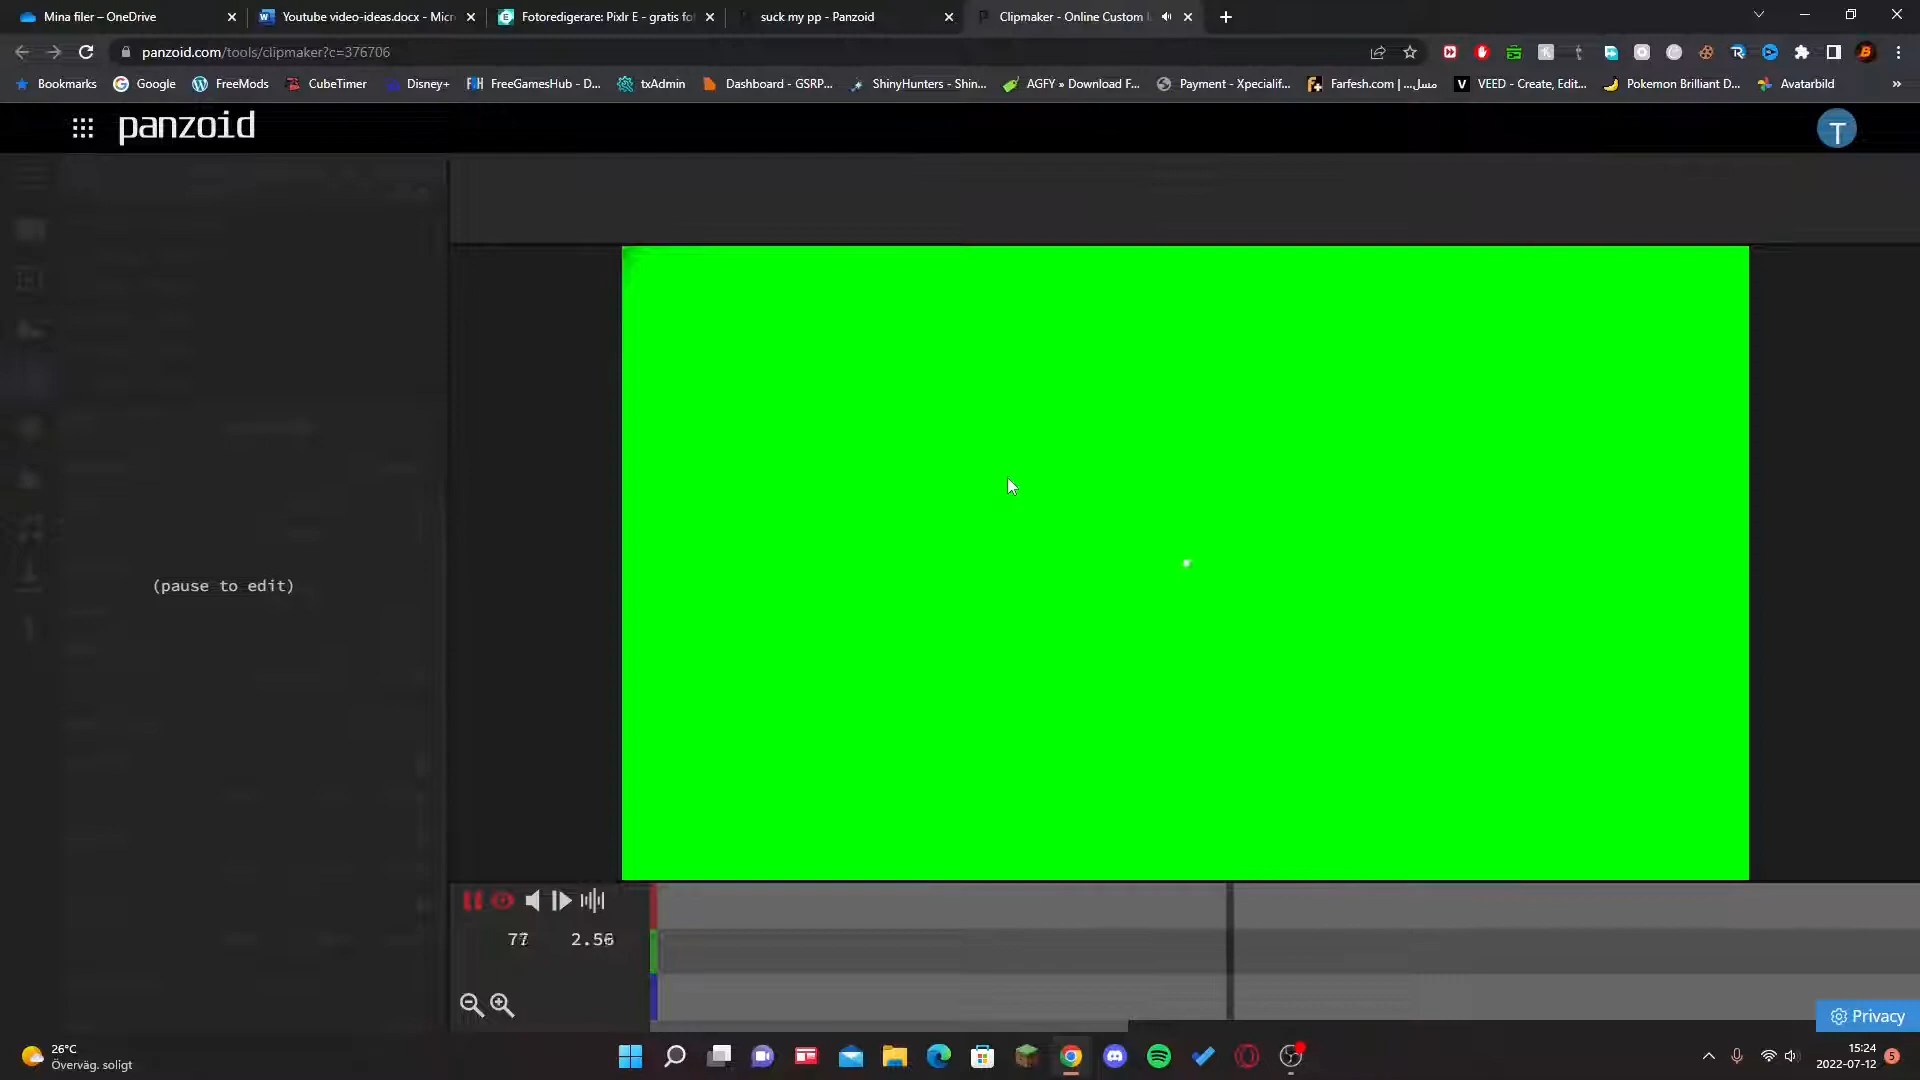 Mina filer – OneDrive
Youtube video-ideas.docx - Micr
Fotoredigerare: Pixlr E - gratis fo
suck my pp - Panzoid
Clipmaker - Online Custom
panzoid.com/tools/clipmaker?c=376706
Bookmarks
Google
FreeMods
CubeTimer
Disney+
FreeGamesHub - D...
txAdmin
Dashboard - GSRP...
ShinyHunters - Shin...
AGFY » Download F...
Payment - Xpecialif...
Farfesh.com | ...مسل
VEED - Create, Edit...
Pokemon Brilliant D...
Avatarbild
»
panzoid
T
(pause to edit)
77
Privacy
26°C
Överväg. soligt
15:24
2022-07-12
5